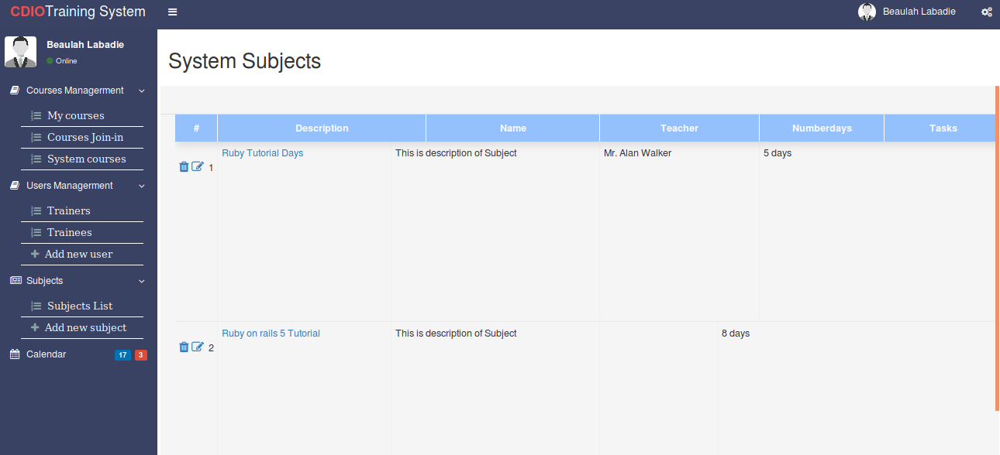 CDIOTraining System
Beaulah Labadie
Beaulah Labadie
Online
Courses Management
My courses
Courses Join-in
System courses
Users Managerment
Trainers
Trainees
Add new user
Subjects
Subjects List
Add new subject
Calendar 17 3
System Subjects
# Description Name Teacher Numberdays Tasks
1 Ruby Tutorial Days This is description of Subject Mr. Alan Walker 5 days
2 Ruby on rails 5 Tutorial This is description of Subject 8 days